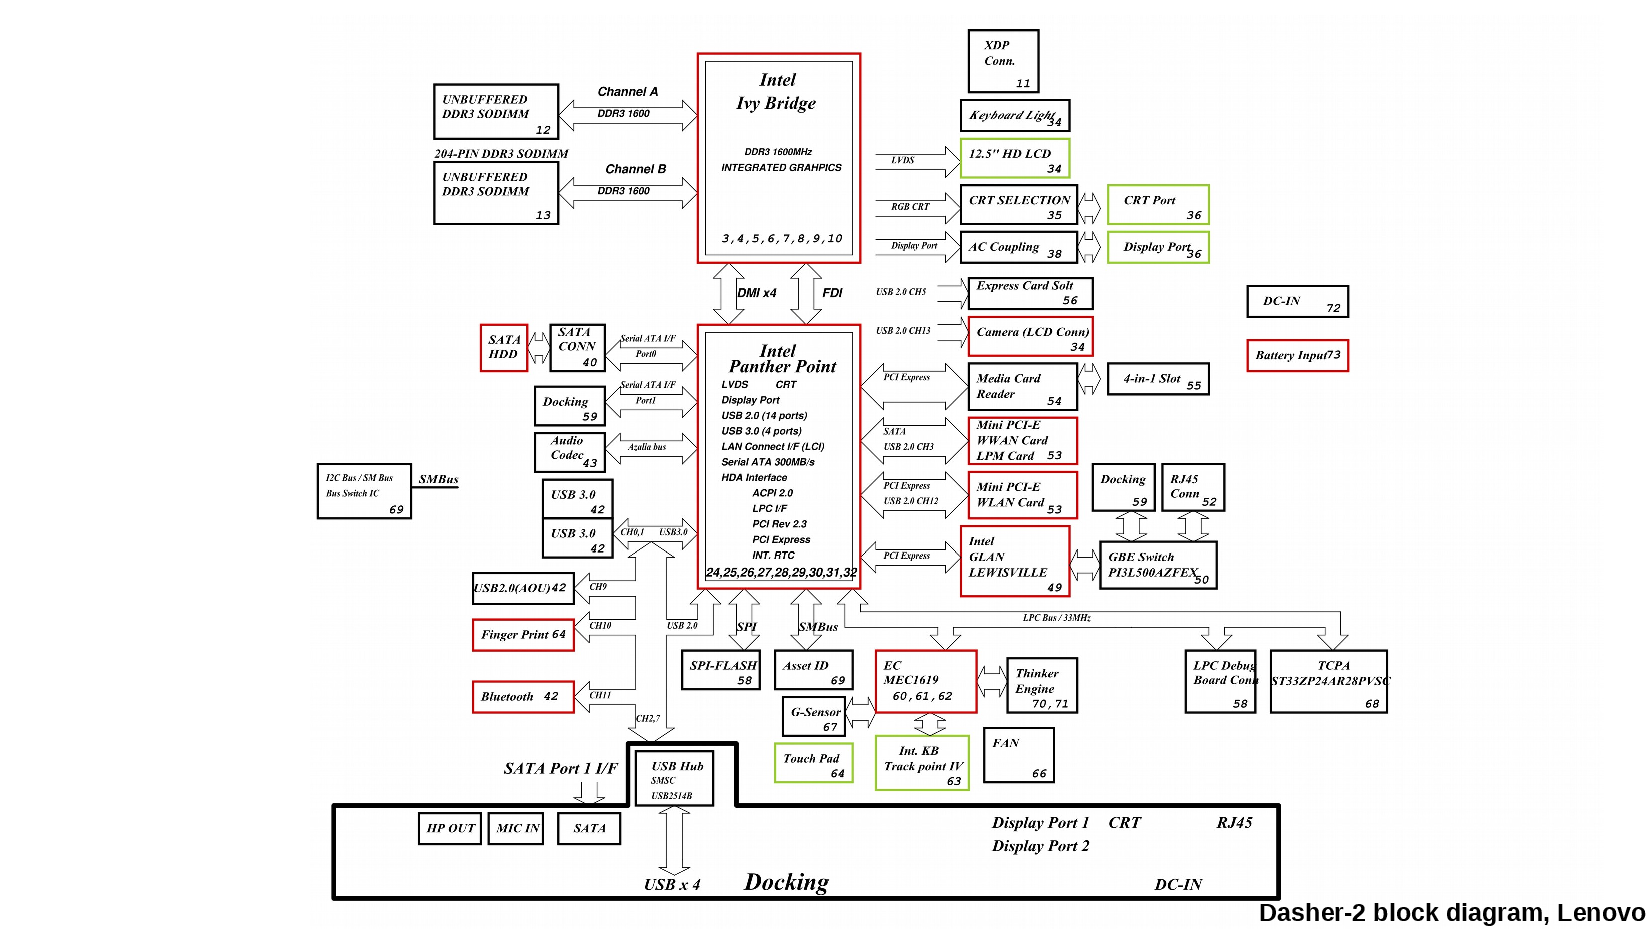 XDP
Conn.
11
Intel
Ivy Bridge
DDR3 1600MHz
INTEGRATED GRAHPICS
3,4,5,6,7,8,9,10
UNBUFFERED
DDR3 SODIMM
12
Channel A
DDR3 1600
204-PIN DDR3 SODIMM
UNBUFFERED
DDR3 SODIMM
13
Channel B
DDR3 1600
Keyboard Light
34
LVDS
12.5" HD LCD
34
RGB CRT
CRT SELECTION
35
CRT Port
36
Display Port
AC Coupling 38
Display Port
36
DMI x4
FDI
USB 2.0 CH5
Express Card Solt
56
DC-IN
72
USB 2.0 CH13
Camera (LCD Conn)
34
Battery Input73
SATA
HDD
SATA
CONN
40
Serial ATA I/F
Port0
Intel
Panther Point
LVDS CRT
Display Port
USB 2.0 (14 ports)
USB 3.0 (4 ports)
LAN Connect I/F (LCI)
Serial ATA 300MB/s
HDA Interface
ACPI 2.0
LPC I/F
PCI Rev 2.3
PCI Express
INT. RTC
24,25,26,27,28,29,30,31,32
PCI Express
Media Card
Reader
54
4-in-1 Slot
55
Docking
59
Serial ATA I/F
Port1
Audio
Codec
43
Azalia bus
SATA
USB 2.0 CH3
Mini PCI-E
WWAN Card
LPM Card 53
I2C Bus / SM Bus
Bus Switch IC
69
SMBus
USB 3.0
42
USB 3.0
42
CH0,1 USB3.0
PCI Express
USB 2.0 CH12
Mini PCI-E
WLAN Card
53
Docking
59
RJ45
Conn
52
PCI Express
Intel
GLAN
LEWISVILLE
49
GBE Switch
PI3L500AZFEX
50
USB2.0(AOU)42
CH9
Finger Print 64
CH10
USB 2.0
SPI
SMBus
LPC Bus / 33MHz
Bluetooth 42
CH11
CH2,7
SPI-FLASH
58
Asset ID
69
EC
MEC1619
60,61,62
Thinker
Engine
70,71
LPC Debug
Board Conn
58
TCPA
ST33ZP24AR28PVSC
68
G-Sensor
67
Touch Pad
64
Int. KB
Track point IV
63
FAN
66
SATA Port 1 I/F
USB Hub
SMSC
USB2514B
HP OUT
MIC IN
SATA
Display Port 1 CRT RJ45
Display Port 2
USB x 4
Docking
DC-IN
Dasher-2 block diagram, Lenovo